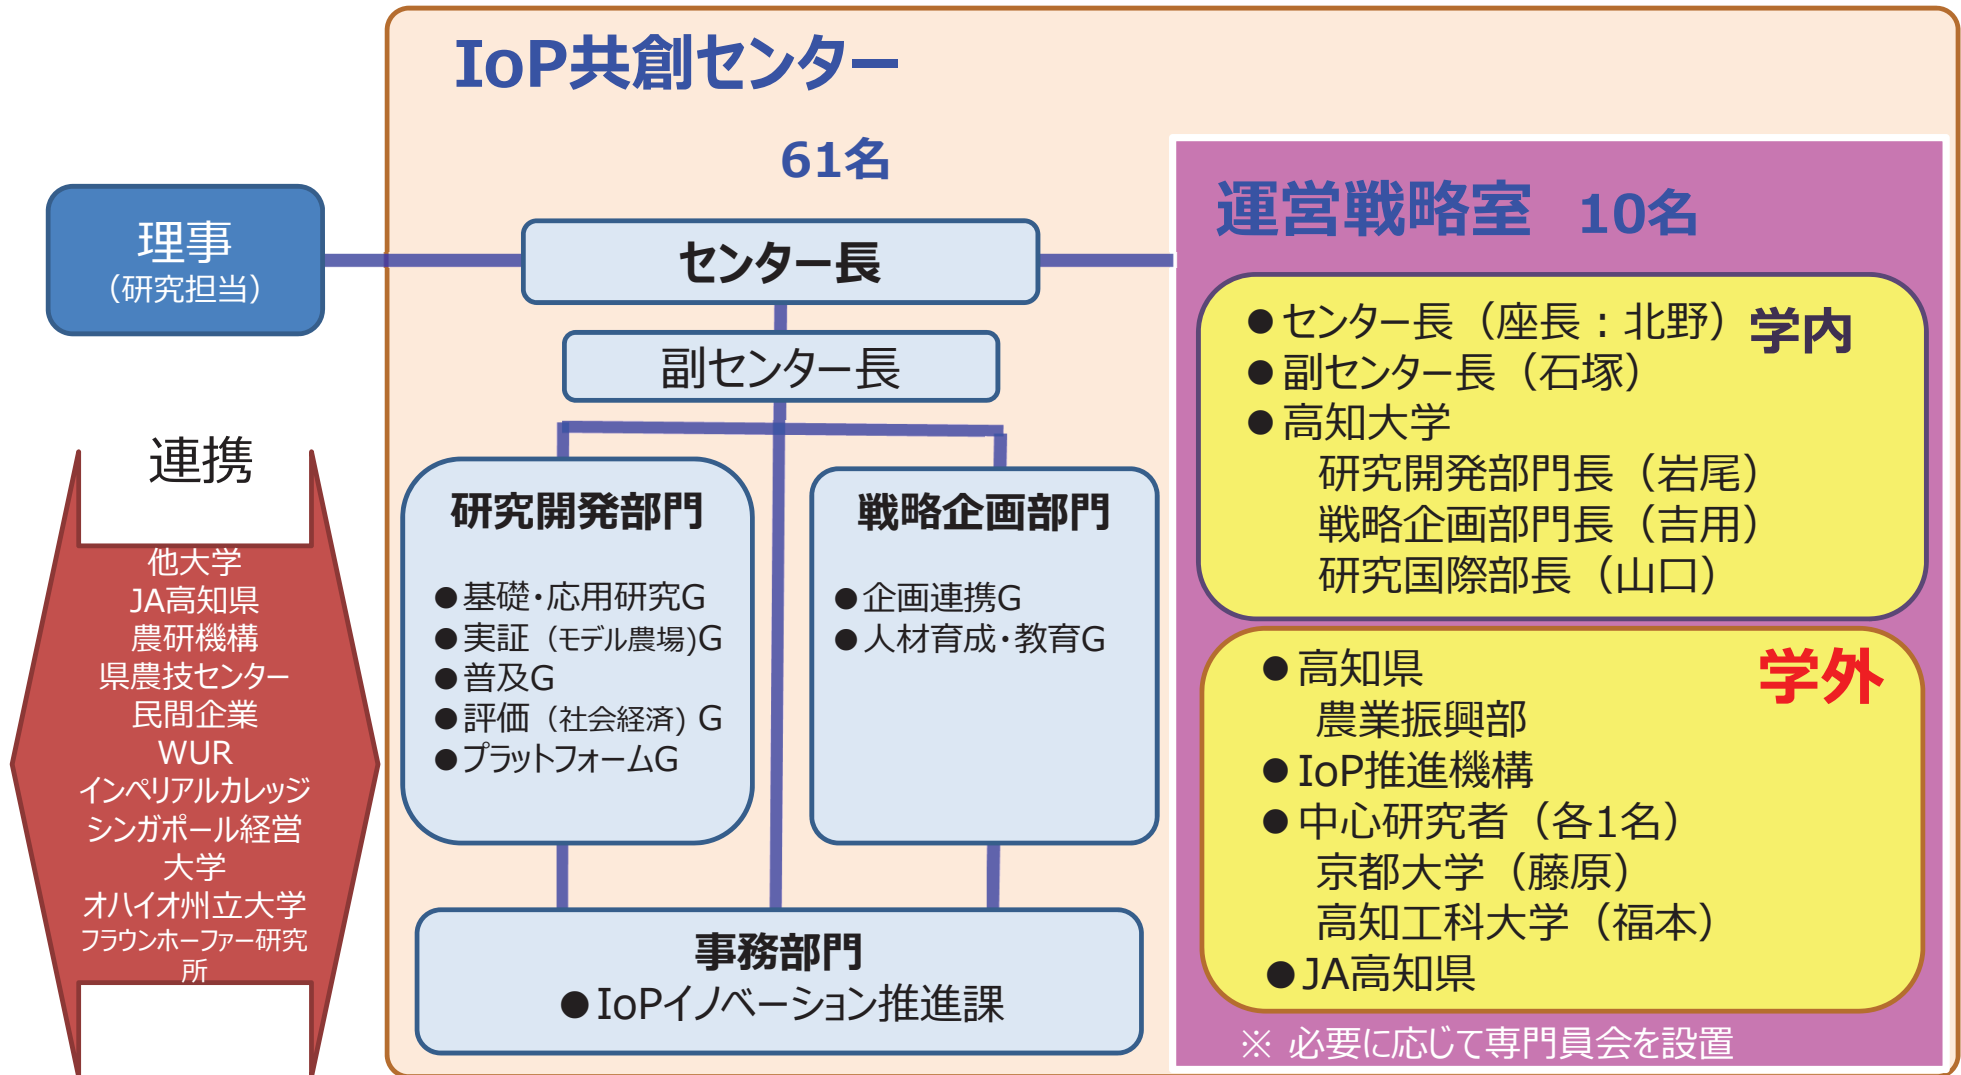 IoP共創センター
61名
理事
（研究担当）
センター長
副センター長
連携
他大学
JA高知県
農研機構
県農技センター
民間企業
WUR
インペリアルカレッジ
シンガポール経営
大学
オハイオ州立大学
フラウンホーファー研究
所
研究開発部門
●基礎・応用研究G
●実証（モデル農場)G
●普及G
●評価（社会経済) G
●プラットフォームG
戦略企画部門
●企画連携G
●人材育成・教育G
事務部門
●IoPイノベーション推進課
運営戦略室 10名
学内
●センター長（座長：北野）
●副センター長（石塚）
●高知大学
研究開発部門長（岩尾）
戦略企画部門長（吉用）
研究国際部長（山口）
学外
●高知県
農業振興部
●IoP推進機構
●中心研究者（各1名）
京都大学（藤原）
高知工科大学（福本）
●JA高知県
※ 必要に応じて専門員会を設置